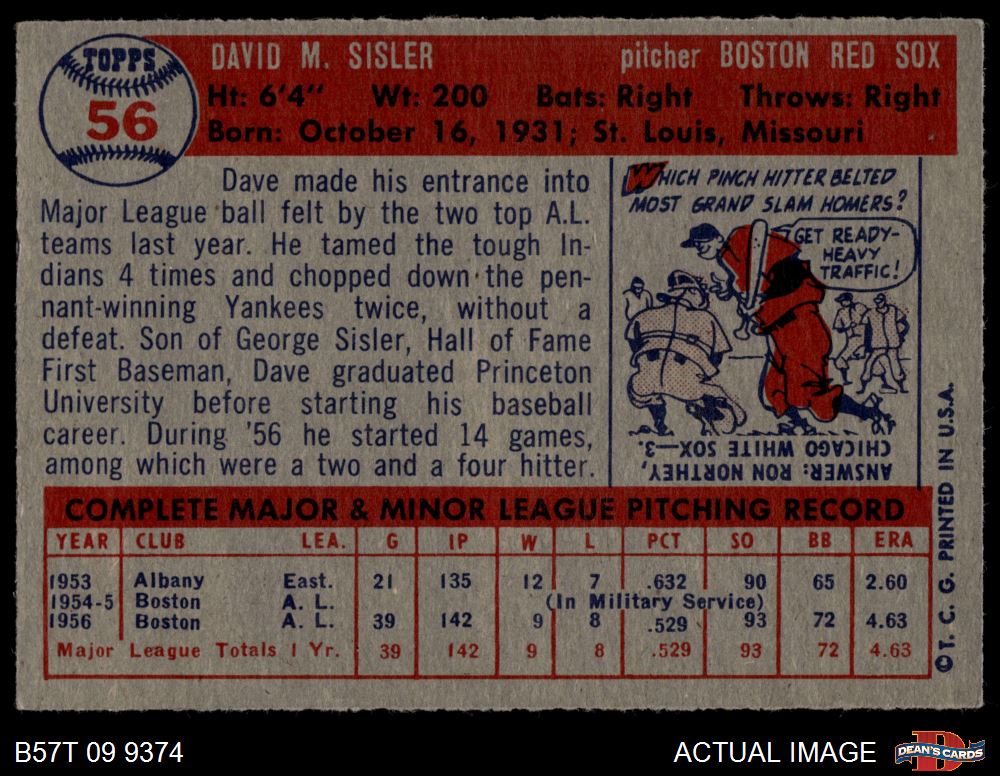 TOPPS
56
DAVID M. SISLER pitcher BOSTON RED SOX
Ht: 6'4" Wt: 200 Bats: Right Throws: Right
Born: October 16, 1931; St. Louis, Missouri
Dave made his entrance into
Major League ball felt by the two top A.L.
teams last year. He tamed the tough In-
dians 4 times and chopped down the pen-
nant-winning Yankees twice, without a
defeat. Son of George Sisler, Hall of Fame
First Baseman, Dave graduated Princeton
University before starting his baseball
career. During '56 he started 14 games,
among which were a two and a four hitter.
WHICH PINCH HITTER BELTED
MOST GRAND SLAM HOMERS?
GET READY-
HEAVY
TRAFFIC!
ANSWER: RON NORTHEY,
CHICAGO WHITE SOX-3.
COMPLETE MAJOR & MINOR LEAGUE PITCHING RECORD
YEAR CLUB LEA. G IP W L PCT SO BB ERA
1953 Albany East. 21 135 12 7 .632 90 65 2.60
1954-5 Boston A. L. (In Military Service)
1956 Boston A. L. 39 142 9 8 .529 93 72 4.63
Major League Totals 1 Yr. 39 142 9 8 .529 93 72 4.63
©T. C. G. PRINTED IN U.S.A.
B57T 09 9374 ACTUAL IMAGE DEAN'S CARDS